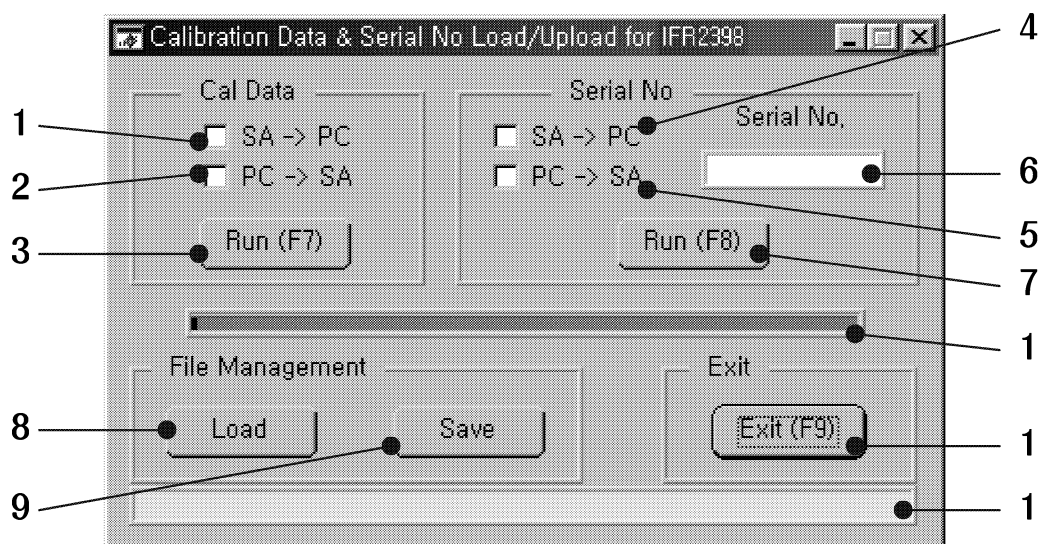 Calibration Data & Serial No Load/Upload for IFR2398
4
Cal Data
Serial No
1
SA -> PC
SA -> PC
Serial No.
2
PC -> SA
PC -> SA
6
5
3
Run (F7)
Run (F8)
7
1
File Management
Exit
8
Load
Save
Exit (F9)
1
9
1